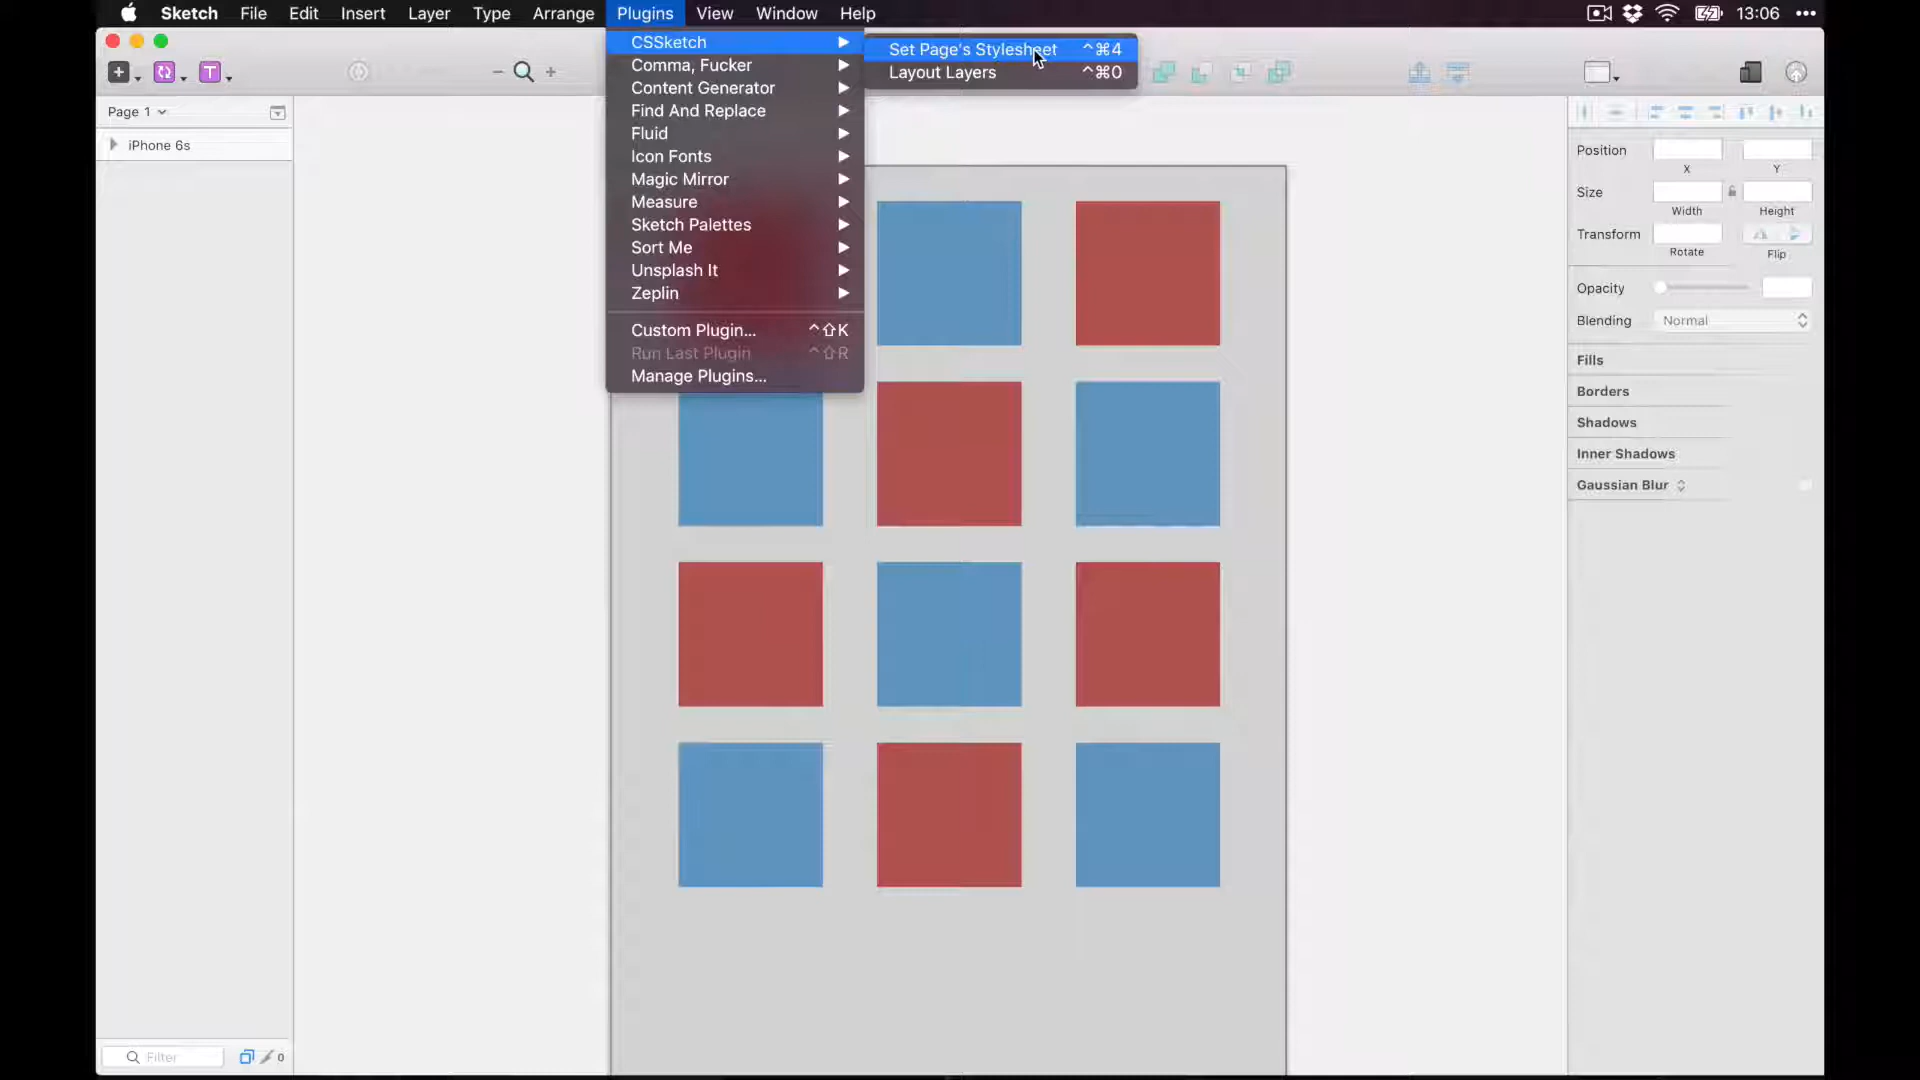 Sketch File Edit Insert Layer Type Arrange Plugins View Window Help 13:06
CSSketch
Comma, Fucker
Content Generator
Find And Replace
Fluid
Icon Fonts
Magic Mirror
Measure
Sketch Palettes
Sort Me
Unsplash It
Zeplin
Custom Plugin... ^⇧K
Run Last Plugin ^⇧R
Manage Plugins...
Set Page's Stylesheet ^⌘4
Layout Layers ^⌘0
T
Page 1
iPhone 6s
Filter
0
Position
X Y
Size
Width Height
Transform
Rotate Flip
Opacity
Blending Normal
Fills
Borders
Shadows
Inner Shadows
Gaussian Blur